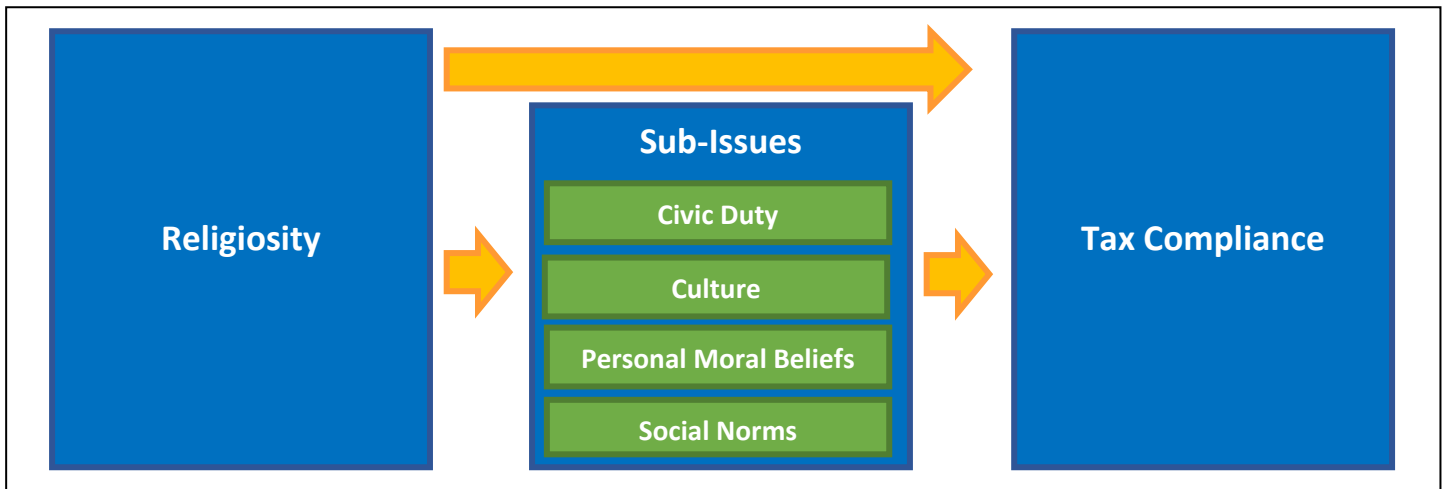 Religiosity
Sub-Issues
Civic Duty
Culture
Personal Moral Beliefs
Social Norms
Tax Compliance